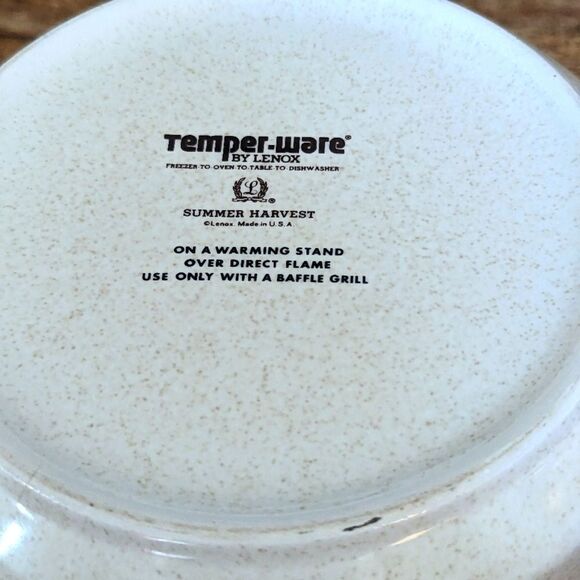 Temper-ware®
BY LENOX
FREEZER-TO-OVEN-TO-TABLE-TO-DISHWASHER
L ®
SUMMER HARVEST
©Lenox. Made in U.S.A.
ON A WARMING STAND
OVER DIRECT FLAME
USE ONLY WITH A BAFFLE GRILL